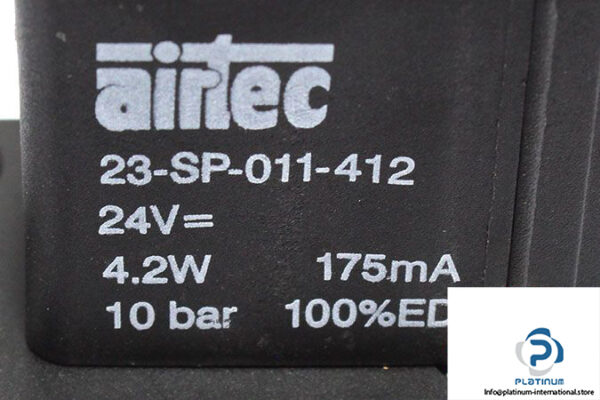 airtec
23-SP-011-412
24V=
4.2W 175mA
10 bar 100%ED
PLATINUM
Info@platinum-international.store